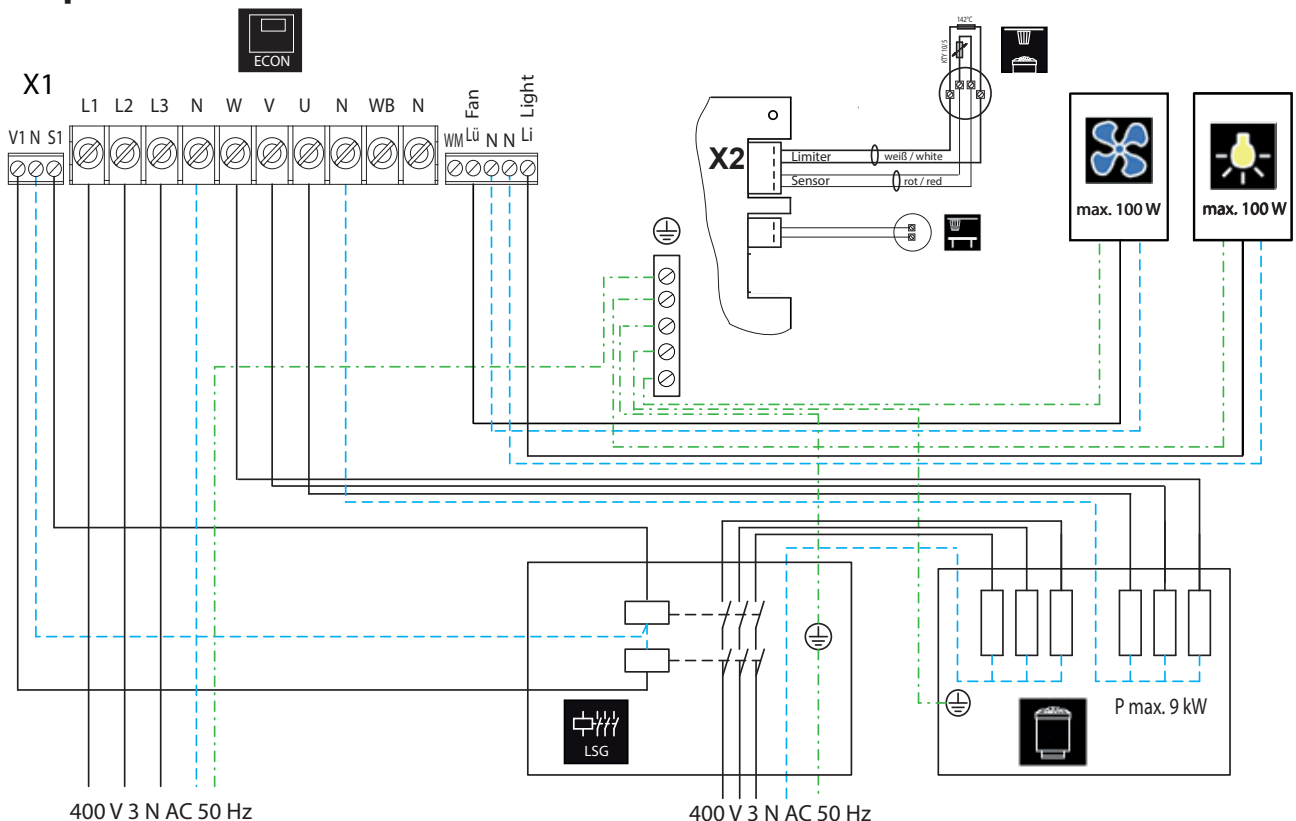 ECON
X1
L1 L2 L3 N W V U N WB N
V1 N S1
WM Lü N N Li
Fan
Light
142°C
KTY 10/5
X2
Limiter
weiß / white
Sensor
rot / red
max. 100 W
max. 100 W
LSG
P max. 9 kW
400 V 3 N AC 50 Hz
400 V 3 N AC 50 Hz